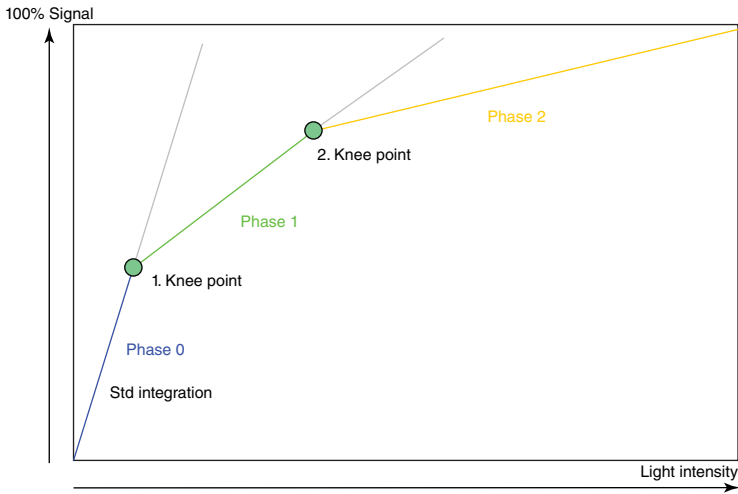 100% Signal
Phase 2
2. Knee point
Phase 1
1. Knee point
Phase 0
Std integration
Light intensity